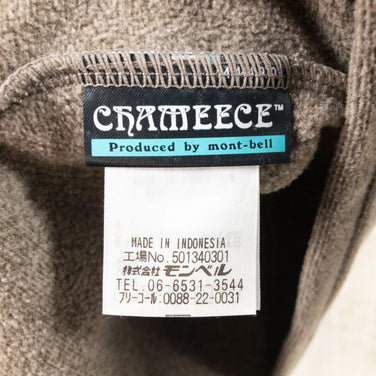 CHAMEECE™
Produced by mont-bell
MADE IN INDONESIA
工場No.501340301
株式会社モンベル
TEL.06-6531-3544
フリーコール:0088-22-0031